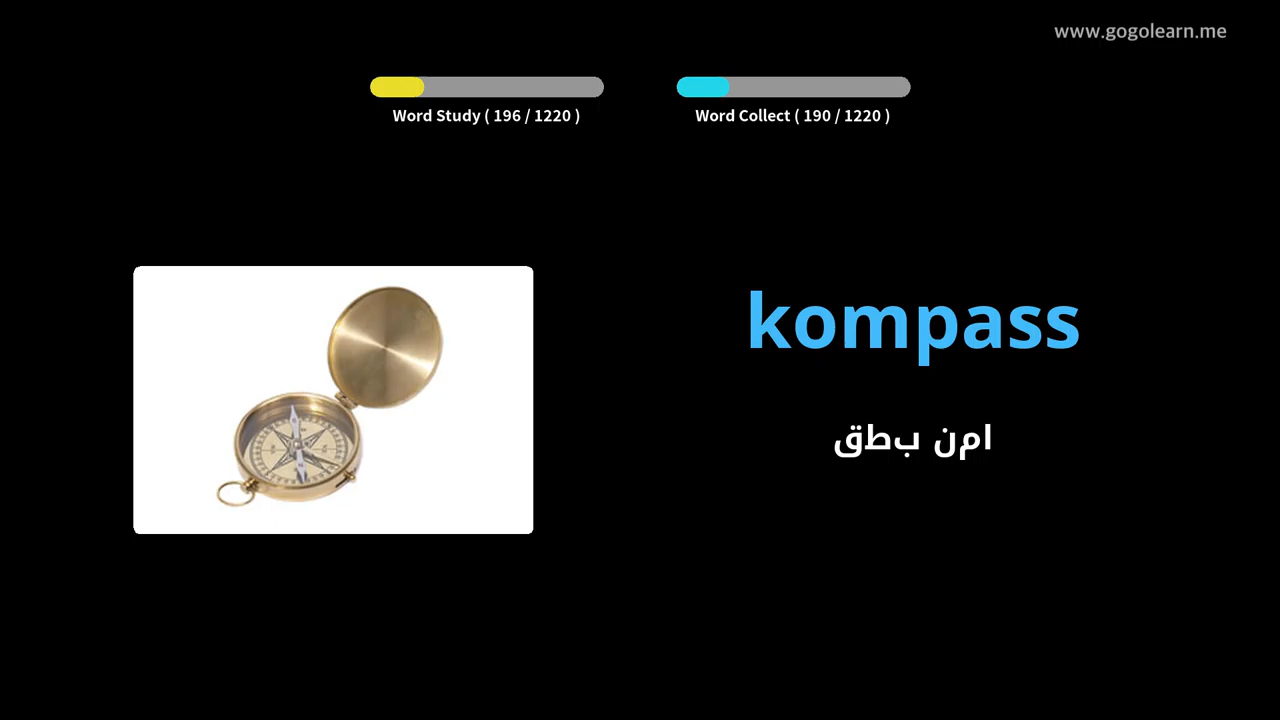 www.gogolearn.me
Word Study ( 196 / 1220 )
Word Collect ( 190 / 1220 )
kompass
امن بطق